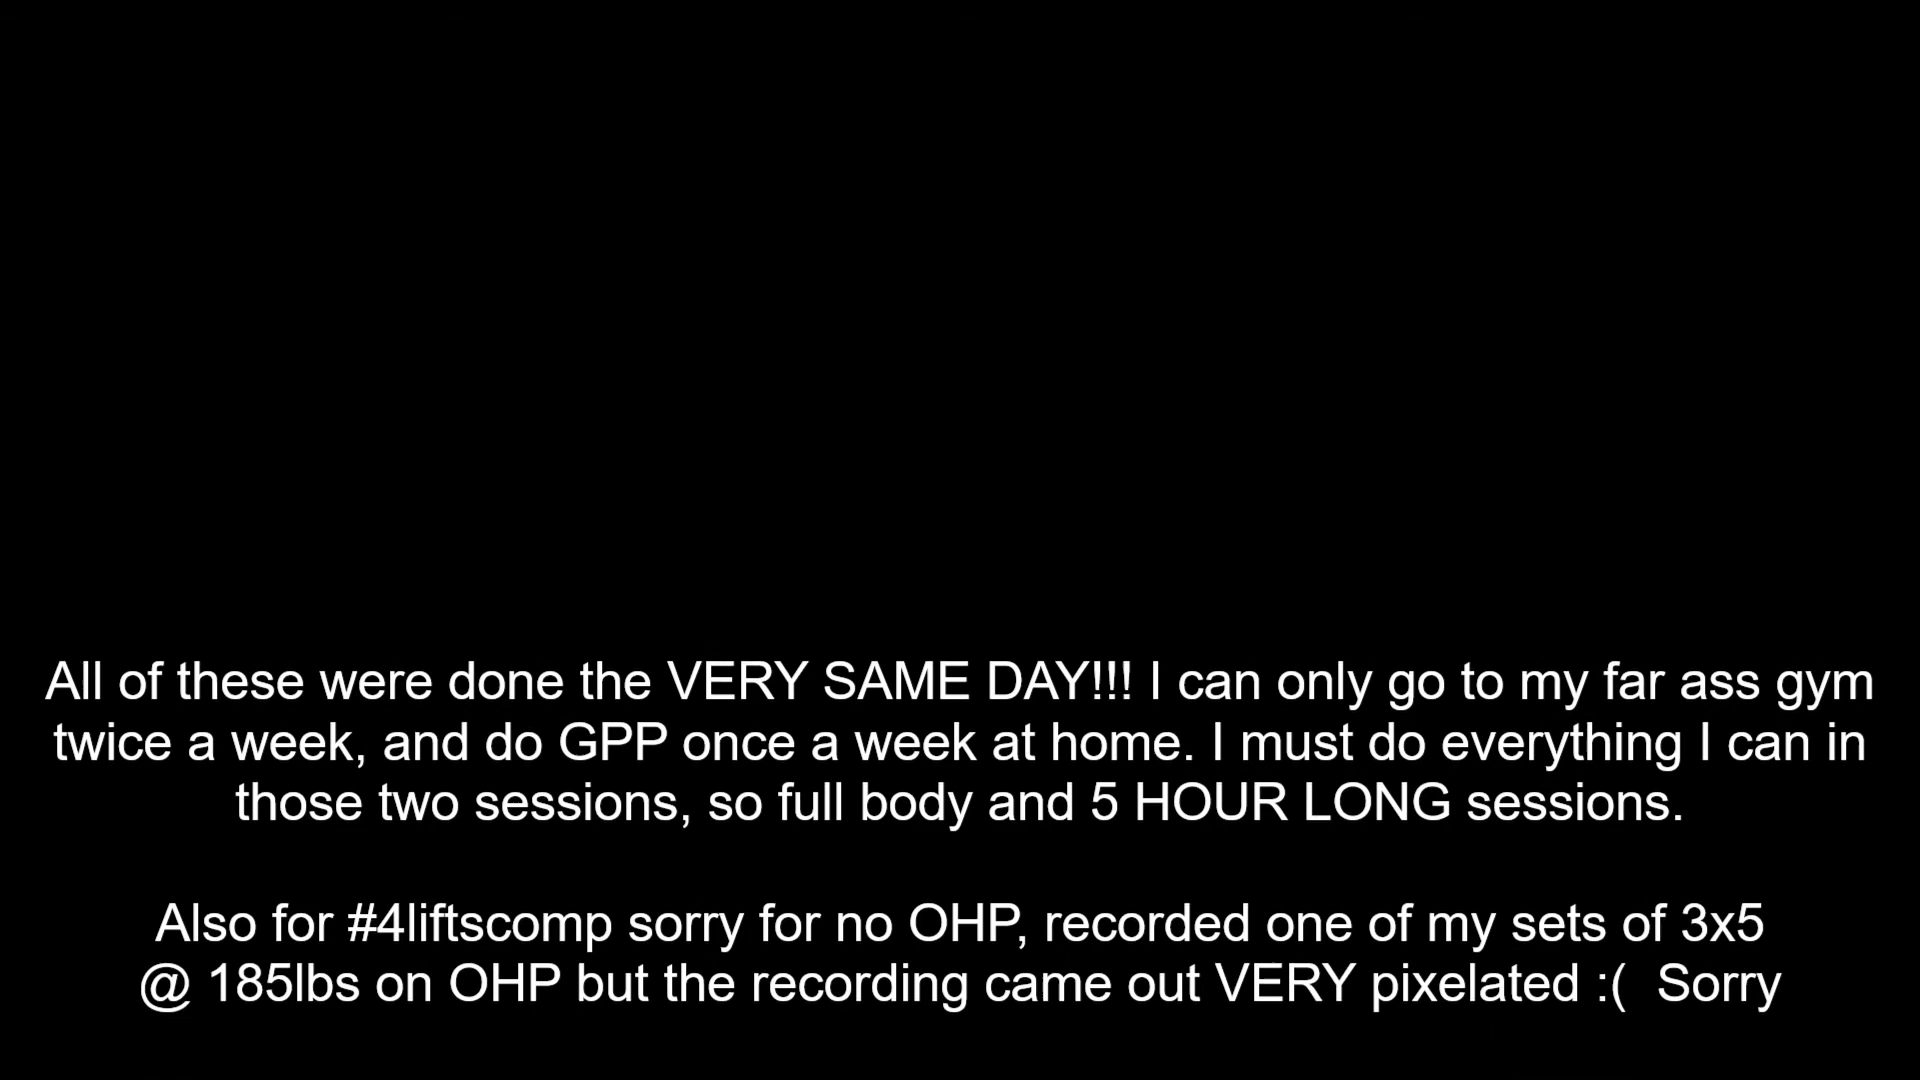 All of these were done the VERY SAME DAY!!! I can only go to my far ass gym
twice a week, and do GPP once a week at home. I must do everything I can in
those two sessions, so full body and 5 HOUR LONG sessions.
Also for #4liftscomp sorry for no OHP, recorded one of my sets of 3x5
@ 185lbs on OHP but the recording came out VERY pixelated :(  Sorry